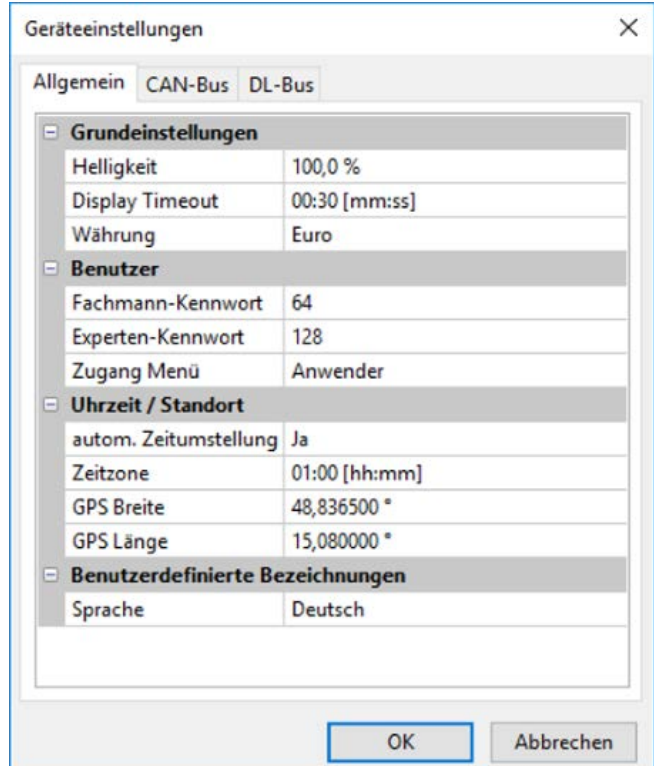 Geräteeinstellungen
Allgemein CAN-Bus DL-Bus
Grundeinstellungen
Helligkeit 100,0 %
Display Timeout 00:30 [mm:ss]
Währung Euro
Benutzer
Fachmann-Kennwort 64
Experten-Kennwort 128
Zugang Menü Anwender
Uhrzeit / Standort
autom. Zeitumstellung Ja
Zeitzone 01:00 [hh:mm]
GPS Breite 48,836500 °
GPS Länge 15,080000 °
Benutzerdefinierte Bezeichnungen
Sprache Deutsch
OK Abbrechen